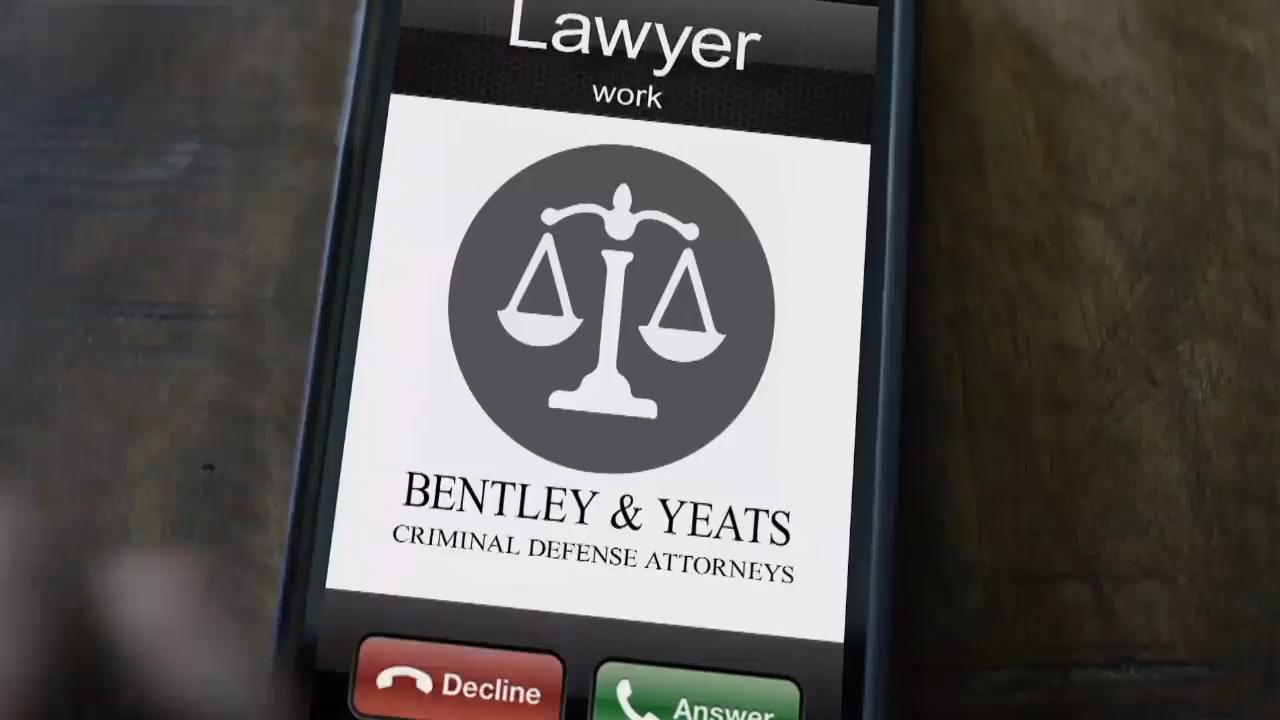 Lawyer
work
BENTLEY & YEATS
CRIMINAL DEFENSE ATTORNEYS
Decline
Answer